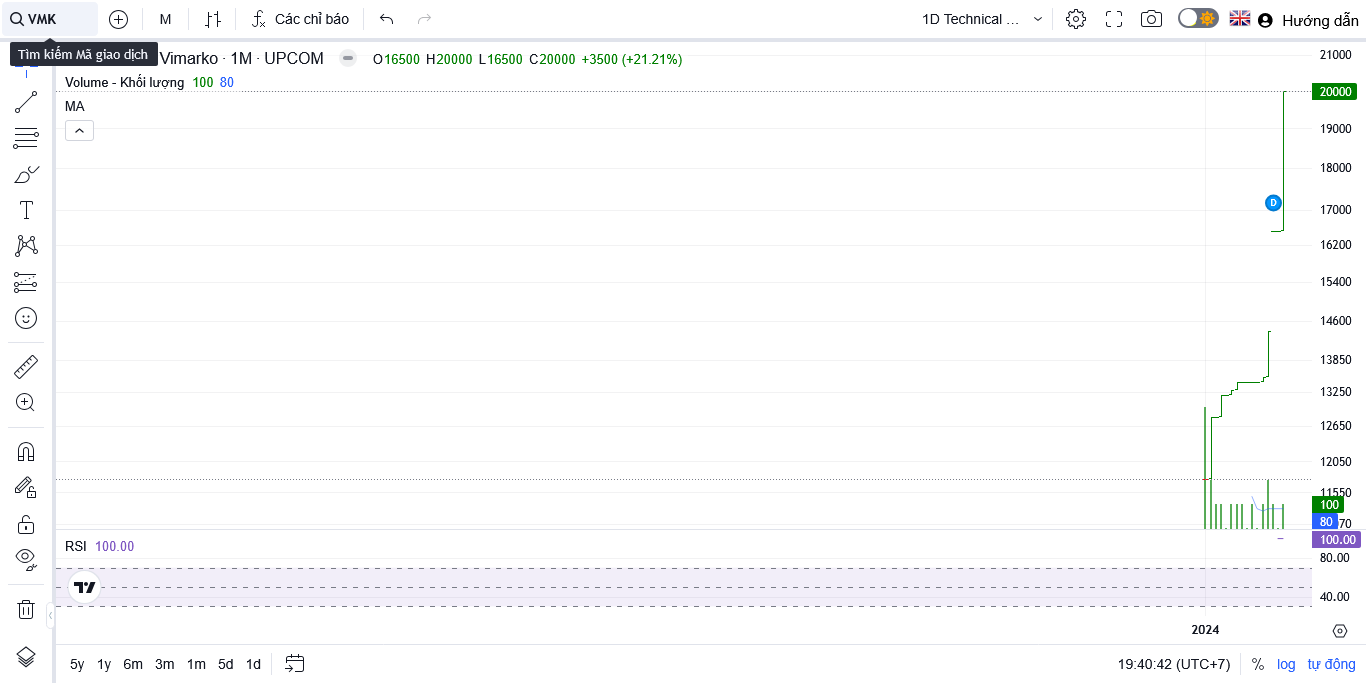 VMK
M
Các chỉ báo
1D Technical ...
Hướng dẫn
Tìm kiếm Mã giao dịch
Vimarko · 1M · UPCOM
O16500 H20000 L16500 C20000 +3500 (+21.21%)
Volume - Khối lượng 100 80
MA
21000
20000
19000
18000
D
17000
16200
15400
14600
13850
13250
12650
12050
11550
100
80
70
RSI 100.00
100.00
80.00
40.00
2024
5y 1y 6m 3m 1m 5d 1d
19:40:42 (UTC+7)
% log tự động